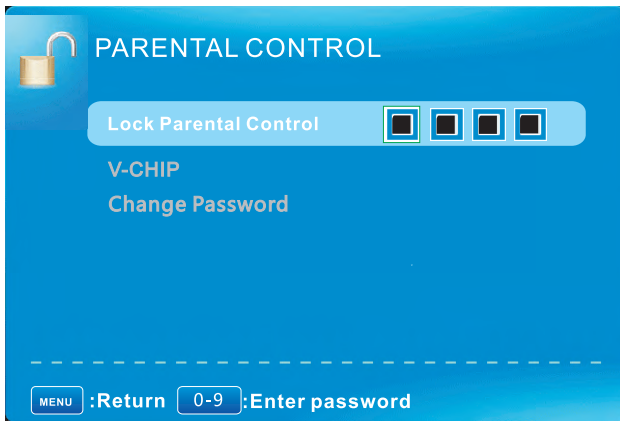 PARENTAL CONTROL
Lock Parental Control
V-CHIP
Change Password
MENU :Return 0-9 :Enter password